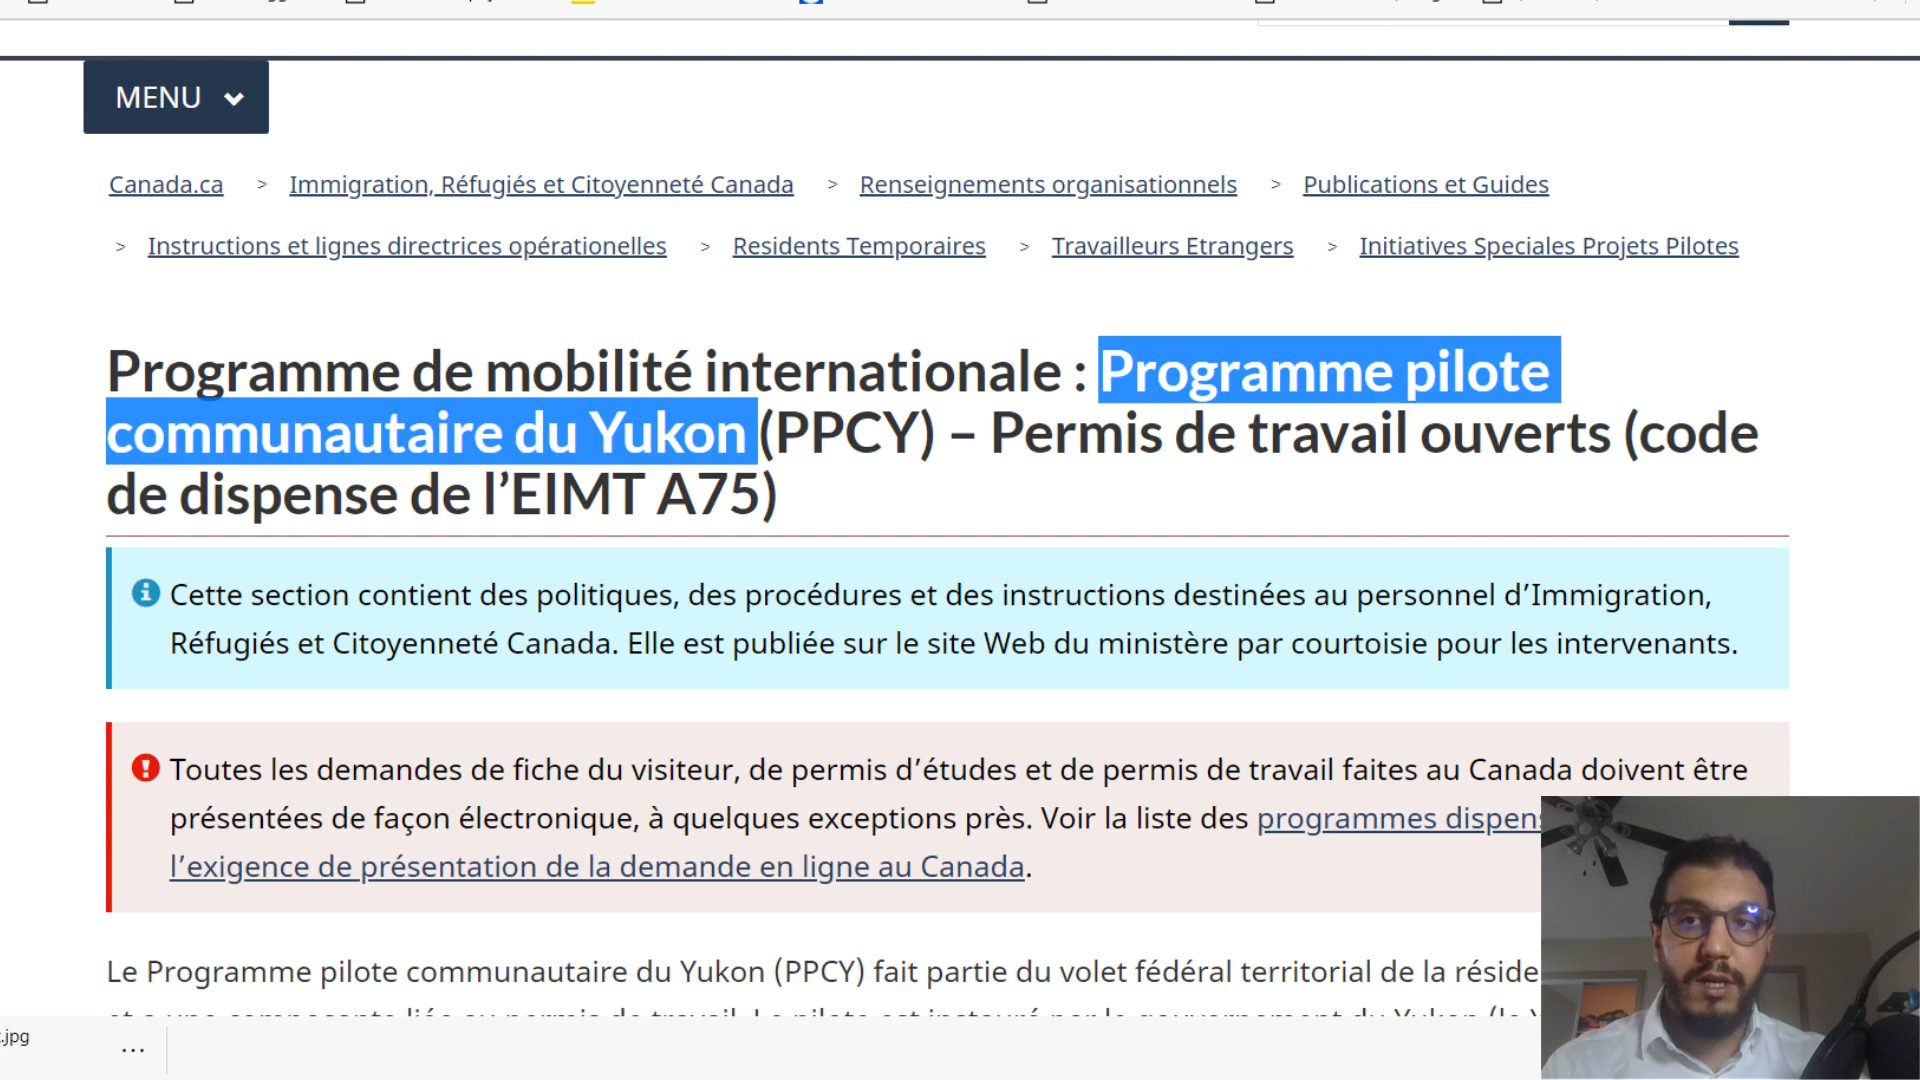 MENU
Canada.ca > Immigration, Réfugiés et Citoyenneté Canada > Renseignements organisationnels > Publications et Guides
> Instructions et lignes directrices opérationelles > Residents Temporaires > Travailleurs Etrangers > Initiatives Speciales Projets Pilotes
Programme de mobilité internationale : Programme pilote
communautaire du Yukon (PPCY) – Permis de travail ouverts (code
de dispense de l’EIMT A75)
Cette section contient des politiques, des procédures et des instructions destinées au personnel d’Immigration,
Réfugiés et Citoyenneté Canada. Elle est publiée sur le site Web du ministère par courtoisie pour les intervenants.
Toutes les demandes de fiche du visiteur, de permis d’études et de permis de travail faites au Canada doivent être
présentées de façon électronique, à quelques exceptions près. Voir la liste des programmes
l’exigence de présentation de la demande en ligne au Canada.
Le Programme pilote communautaire du Yukon (PPCY) fait partie du volet fédéral territorial de la
.jpg
...